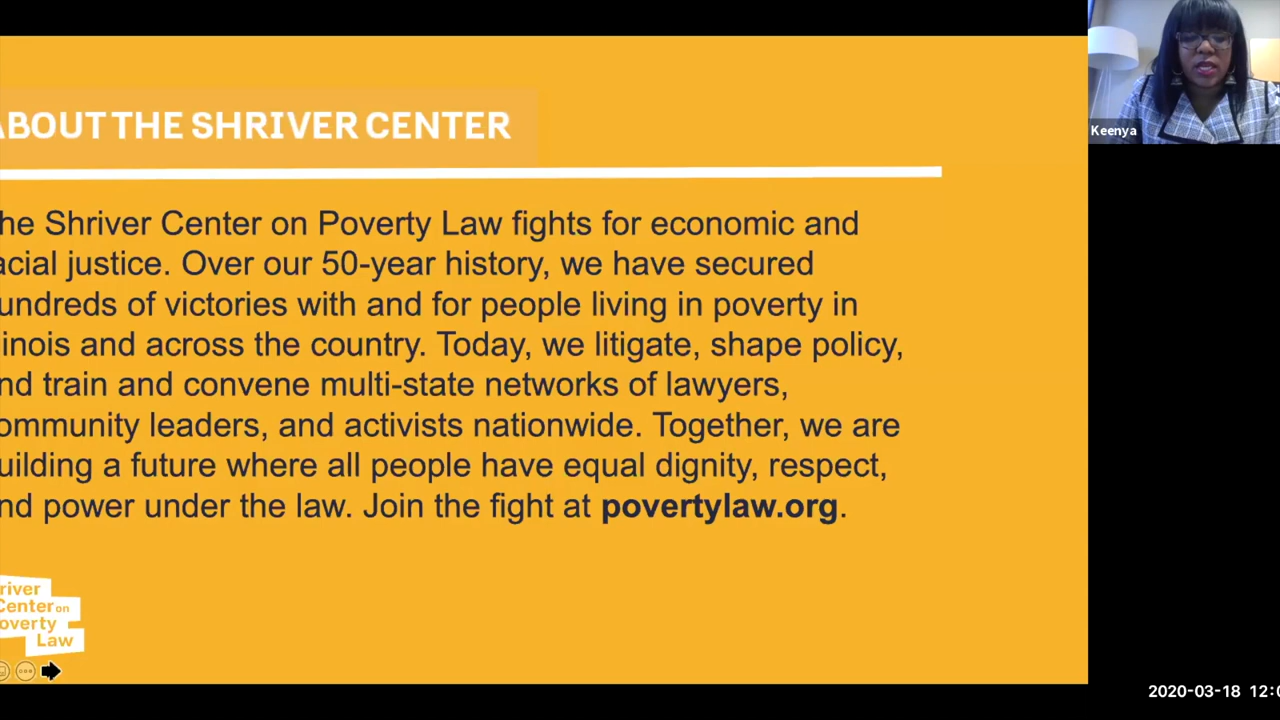 ABOUT THE SHRIVER CENTER
he Shriver Center on Poverty Law fights for economic and
acial justice. Over our 50-year history, we have secured
undreds of victories with and for people living in poverty in
inois and across the country. Today, we litigate, shape policy,
nd train and convene multi-state networks of lawyers,
ommunity leaders, and activists nationwide. Together, we are
uilding a future where all people have equal dignity, respect,
nd power under the law. Join the fight at povertylaw.org.
river
Center on
overty
Law
Keenya
2020-03-18 12:0